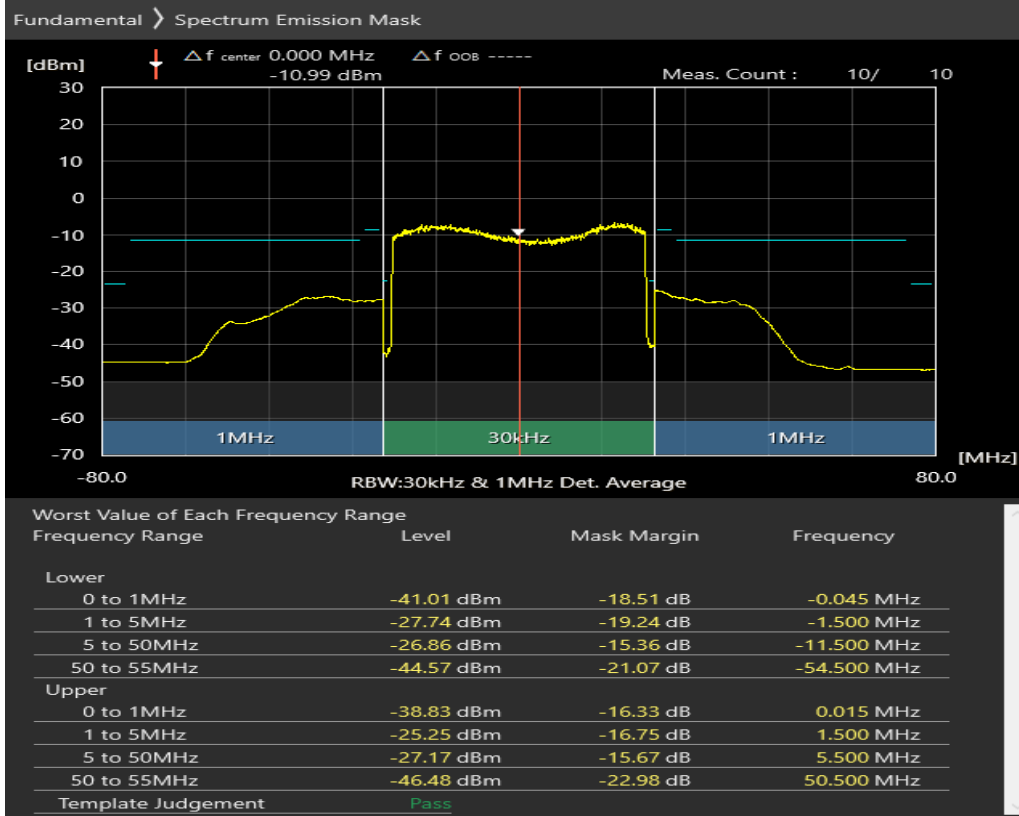 Fundamental ❭ Spectrum Emission Mask
[dBm]
Δf center 0.000 MHz Δf OOB -----
-10.99 dBm Meas. Count : 10/ 10
30
20
10
0
-10
-20
-30
-40
-50
-60
-70
1MHz 30kHz 1MHz
[MHz]
-80.0 RBW:30kHz & 1MHz Det. Average 80.0
Worst Value of Each Frequency Range
Frequency Range Level Mask Margin Frequency
Lower
0 to 1MHz -41.01 dBm -18.51 dB -0.045 MHz
1 to 5MHz -27.74 dBm -19.24 dB -1.500 MHz
5 to 50MHz -26.86 dBm -15.36 dB -11.500 MHz
50 to 55MHz -44.57 dBm -21.07 dB -54.500 MHz
Upper
0 to 1MHz -38.83 dBm -16.33 dB 0.015 MHz
1 to 5MHz -25.25 dBm -16.75 dB 1.500 MHz
5 to 50MHz -27.17 dBm -15.67 dB 5.500 MHz
50 to 55MHz -46.48 dBm -22.98 dB 50.500 MHz
Template Judgement Pass